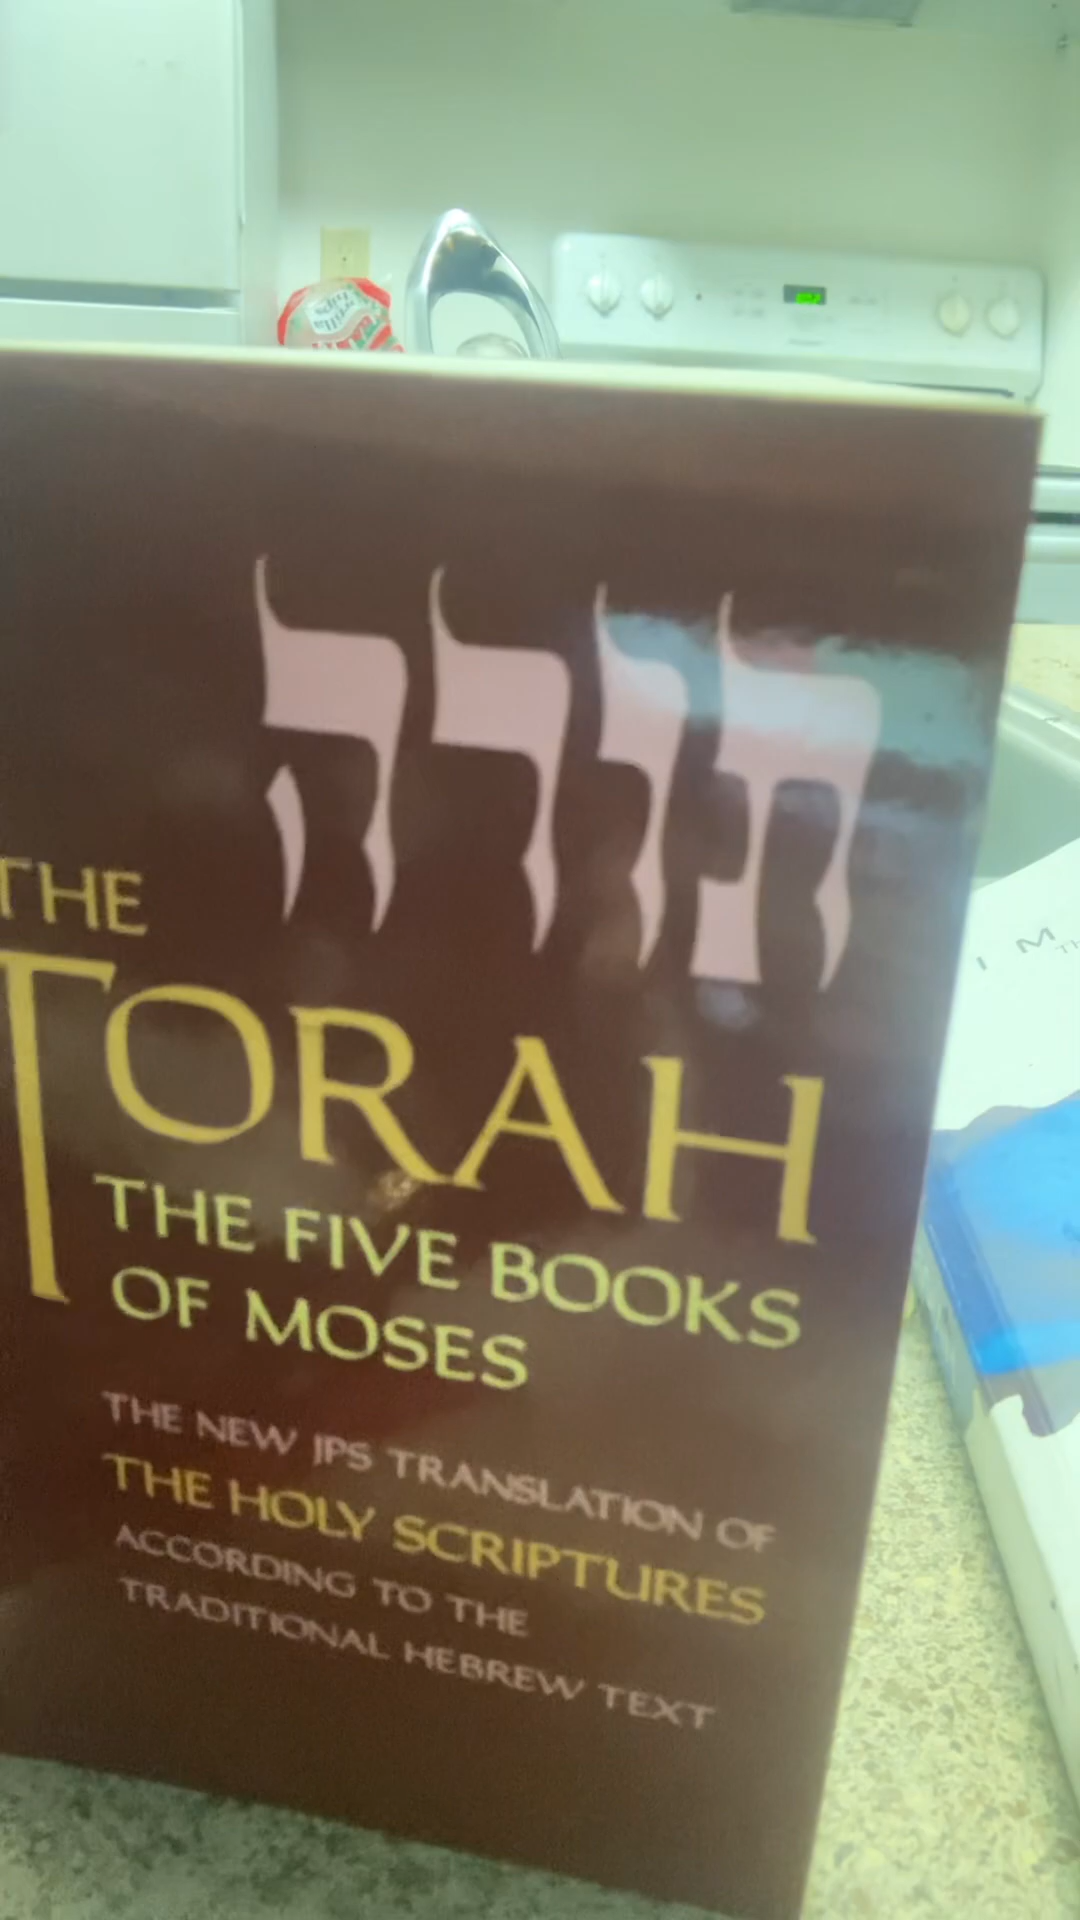 תורה
THE
TORAH
THE FIVE BOOKS
OF MOSES
THE NEW JPS TRANSLATION OF
THE HOLY SCRIPTURES
ACCORDING TO THE
TRADITIONAL HEBREW TEXT